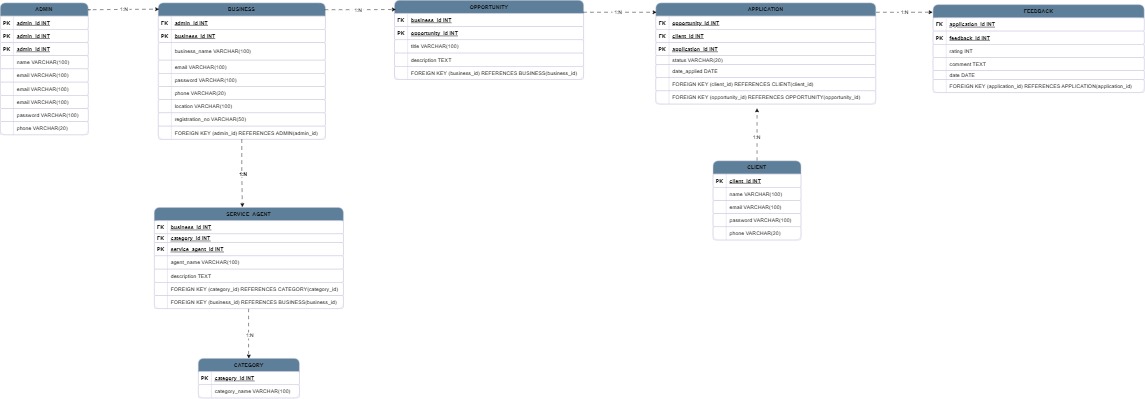 ADMIN
PK admin_id INT
PK admin_id INT
PK admin_id INT
name VARCHAR(100)
email VARCHAR(100)
email VARCHAR(100)
email VARCHAR(100)
password VARCHAR(100)
phone VARCHAR(20)
1:N
BUSINESS
FK admin_id INT
PK business_id INT
business_name VARCHAR(100)
email VARCHAR(100)
password VARCHAR(100)
phone VARCHAR(20)
location VARCHAR(100)
registration_no VARCHAR(50)
FOREIGN KEY (admin_id) REFERENCES ADMIN(admin_id)
1:N
OPPORTUNITY
FK business_id INT
PK opportunity_id INT
title VARCHAR(100)
description TEXT
FOREIGN KEY (business_id) REFERENCES BUSINESS(business_id)
1:N
APPLICATION
FK opportunity_id INT
FK client_id INT
PK application_id INT
status VARCHAR(20)
date_applied DATE
FOREIGN KEY (client_id) REFERENCES CLIENT(client_id)
FOREIGN KEY (opportunity_id) REFERENCES OPPORTUNITY(opportunity_id)
1:N
FEEDBACK
FK application_id INT
PK feedback_id INT
rating INT
comment TEXT
date DATE
FOREIGN KEY (application_id) REFERENCES APPLICATION(application_id)
1:N
CLIENT
PK client_id INT
name VARCHAR(100)
email VARCHAR(100)
password VARCHAR(100)
phone VARCHAR(20)
1:N
SERVICE_AGENT
FK business_id INT
FK category_id INT
PK service_agent_id INT
agent_name VARCHAR(100)
description TEXT
FOREIGN KEY (category_id) REFERENCES CATEGORY(category_id)
FOREIGN KEY (business_id) REFERENCES BUSINESS(business_id)
1:N
CATEGORY
PK category_id INT
category_name VARCHAR(100)